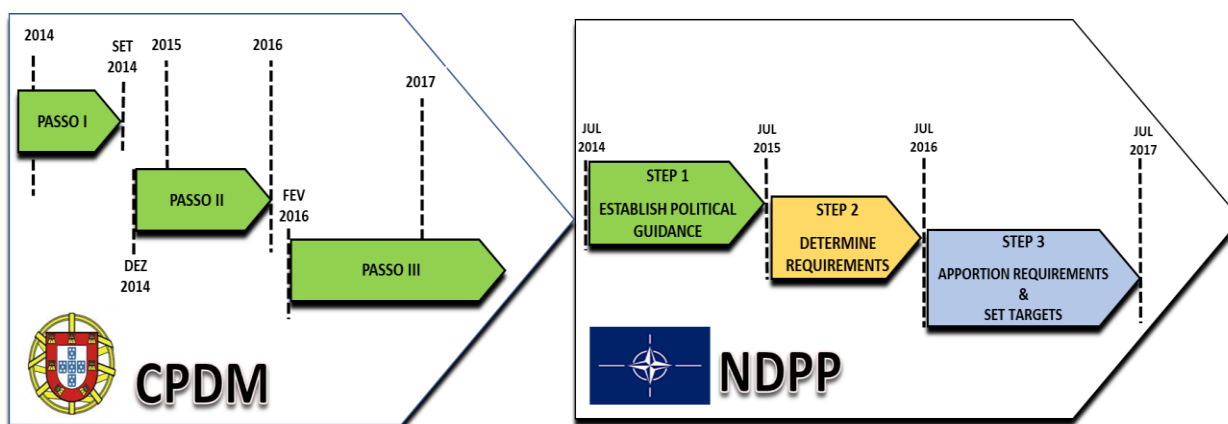 2014
SET
2014
2015
2016
2017
PASSO I
PASSO II
FEV
2016
DEZ
2014
PASSO III
CPDM
JUL
2014
JUL
2015
JUL
2016
JUL
2017
STEP 1
ESTABLISH POLITICAL
GUIDANCE
STEP 2
DETERMINE
REQUIREMENTS
STEP 3
APPORTION REQUIREMENTS
&
SET TARGETS
NDPP